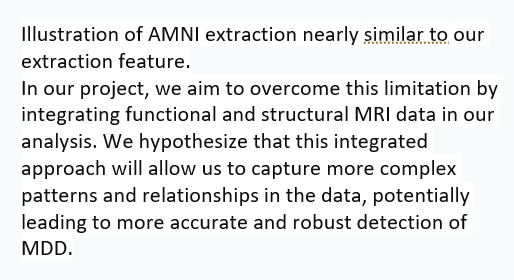 Illustration of AMNI extraction nearly similar to our
extraction feature.
In our project, we aim to overcome this limitation by
integrating functional and structural MRI data in our
analysis. We hypothesize that this integrated
approach will allow us to capture more complex
patterns and relationships in the data, potentially
leading to more accurate and robust detection of
MDD.